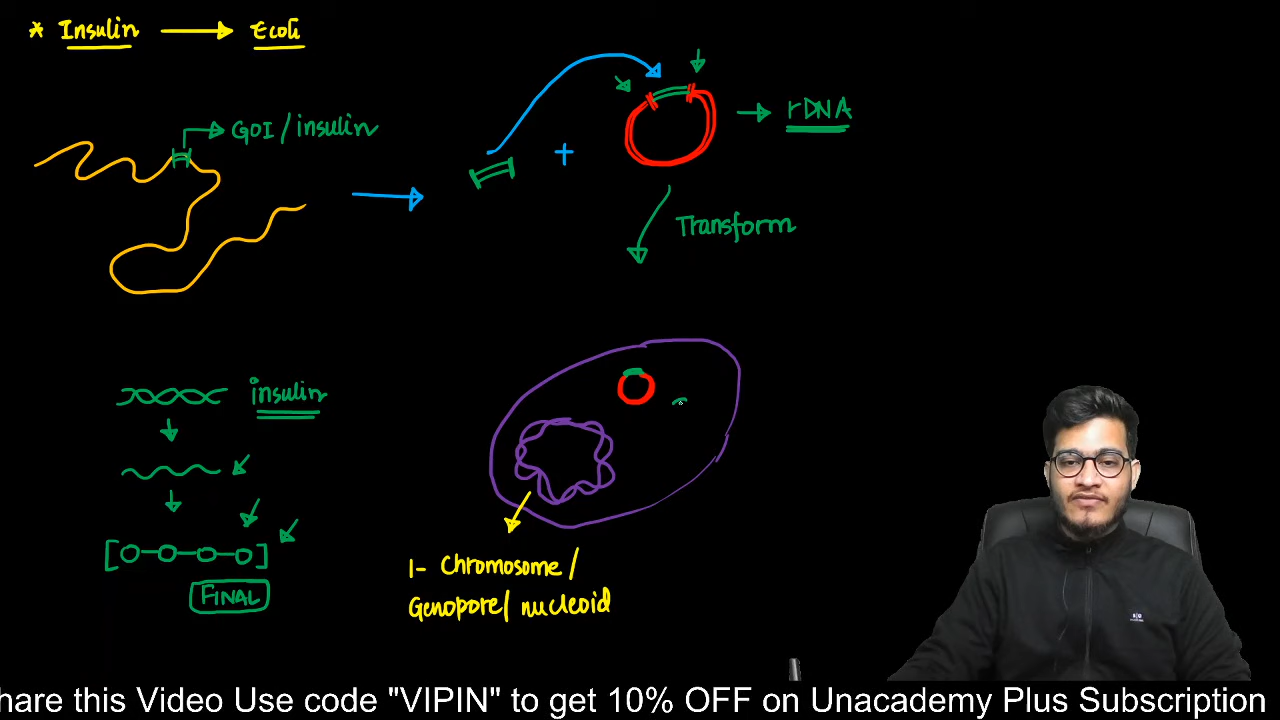 * Insulin → Ecoli
GOI/insulin
+
rDNA
Transform
insulin
FINAL
1- Chromosome/
Genopore/ nucleoid
hare this Video Use code "VIPIN" to get 10% OFF on Unacademy Plus Subscription